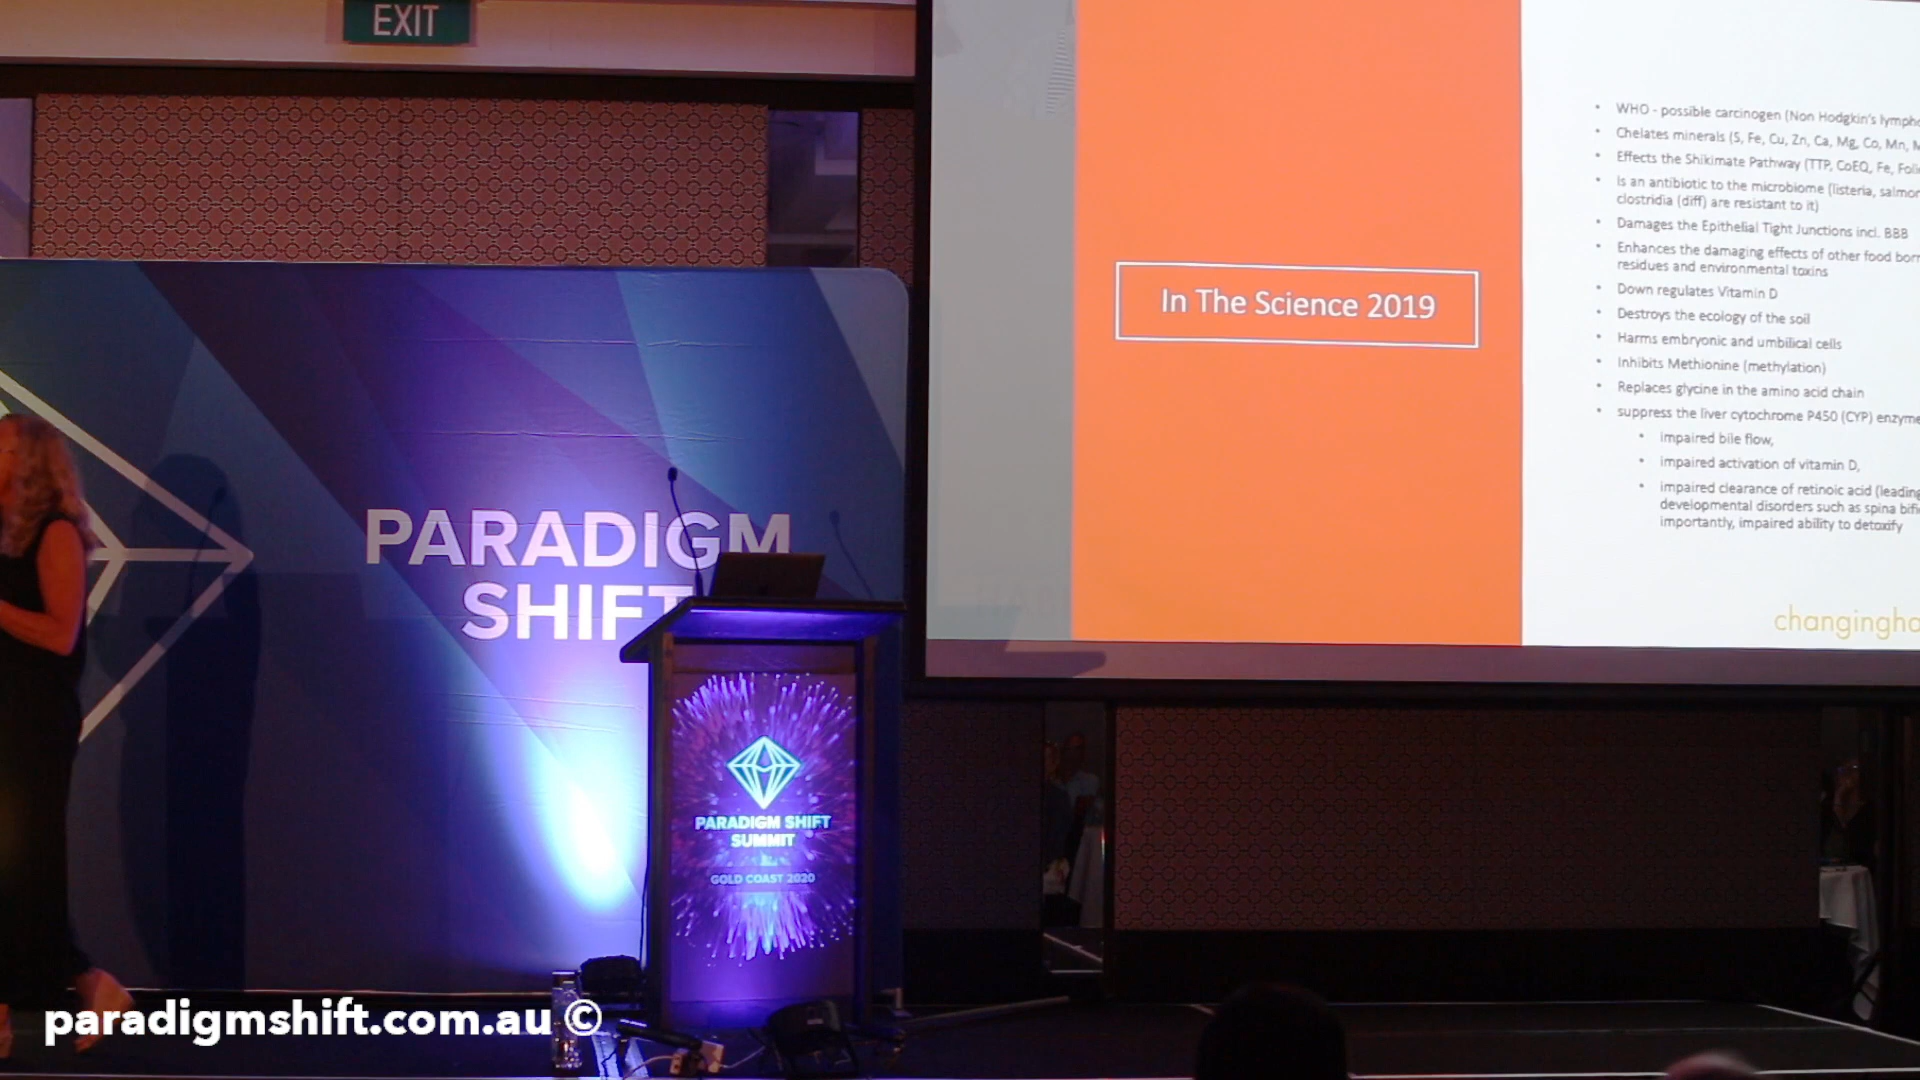 EXIT
PARADIGM
SHIFT
PARADIGM SHIFT
SUMMIT
GOLD COAST 2020
In The Science 2019
• WHO - possible carcinogen (Non Hodgkin's
• Chelates minerals (S, Fe, Cu, Zn, Ca, Mg, Co, Mn,
• Effects the Shikimate Pathway (TTP, CoEQ, Fe,
• Is an antibiotic to the microbiome (listeria,
clostridia (diff) are resistant to it)
• Damages the Epithelial Tight Junctions incl. BBB
• Enhances the damaging effects of other food
residues and environmental toxins
• Down regulates Vitamin D
• Destroys the ecology of the soil
• Harms embryonic and umbilical cells
• Inhibits Methionine (methylation)
• Replaces glycine in the amino acid chain
• suppress the liver cytochrome P450 (CYP)
• impaired bile flow,
• impaired activation of vitamin D,
• impaired clearance of retinoic acid (leading
developmental disorders such as spina
importantly, impaired ability to detoxify
changingha
paradigmshift.com.au ©